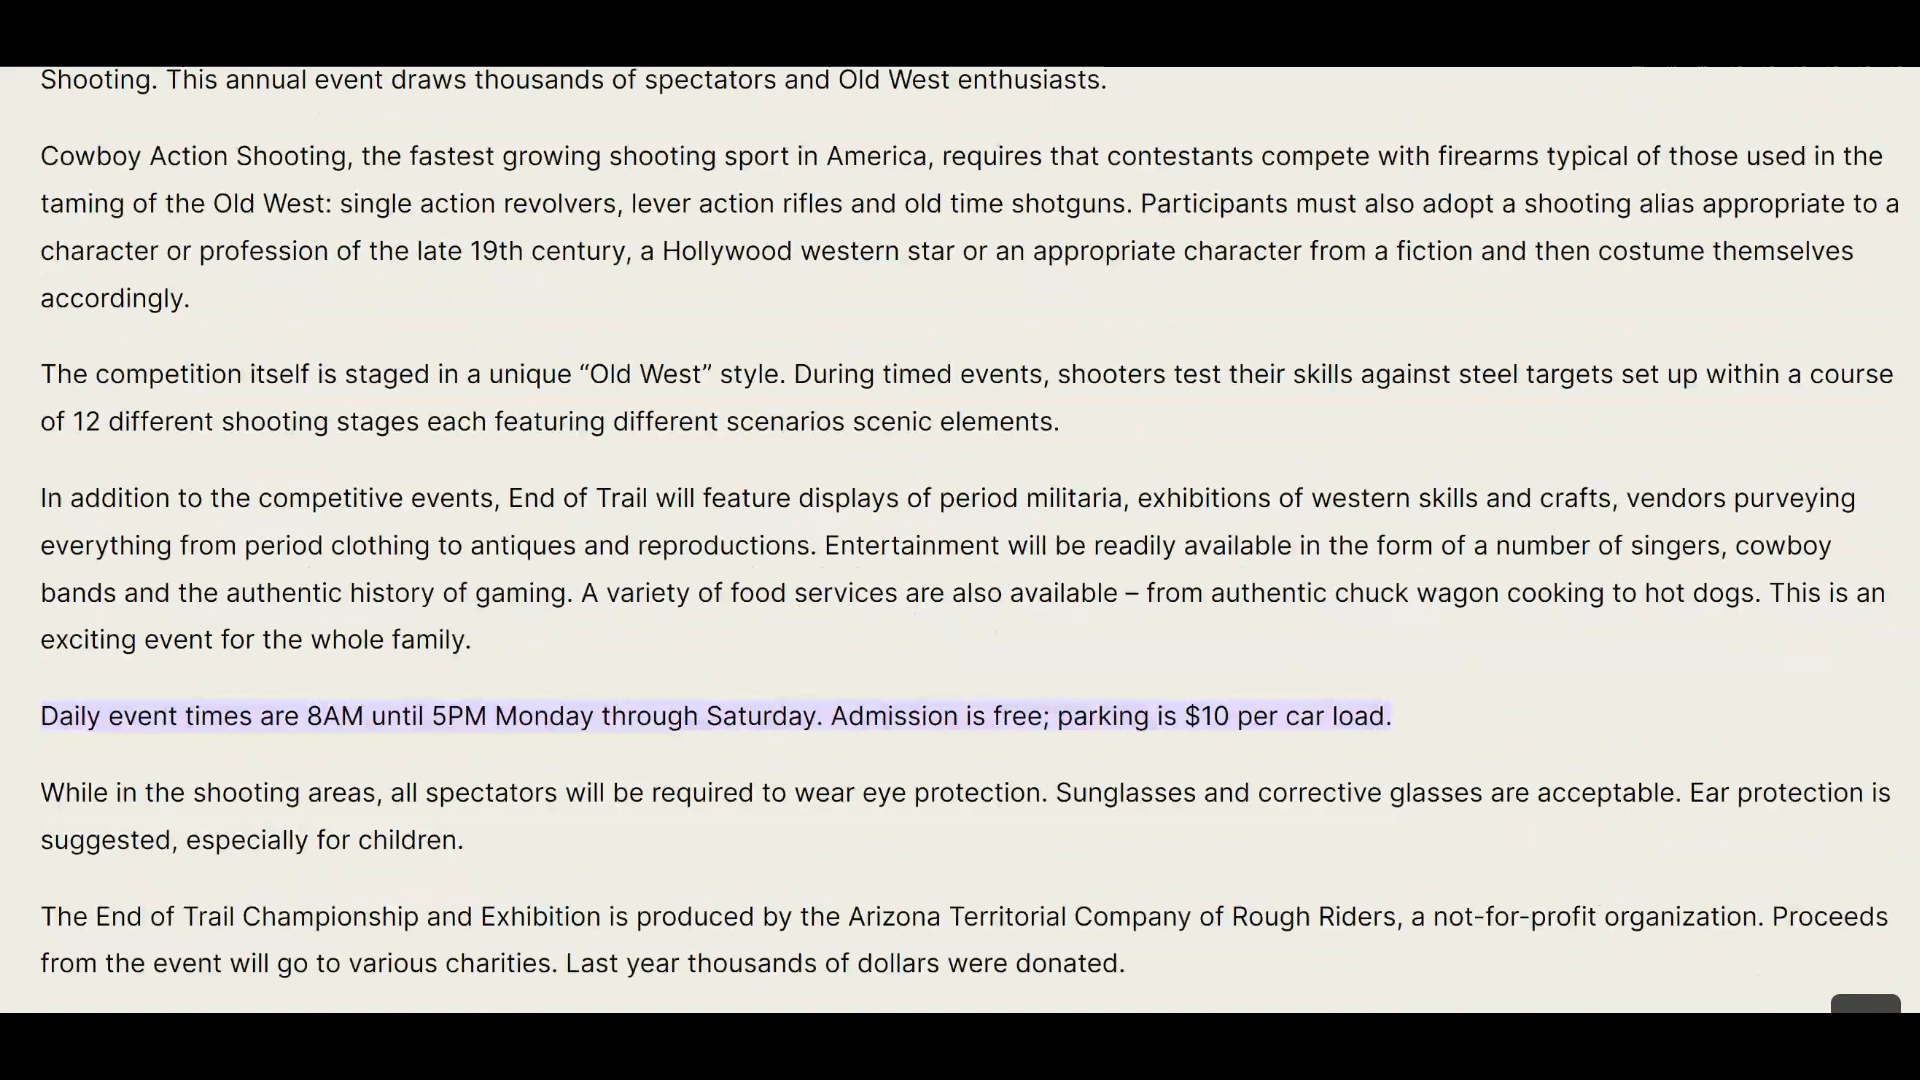 Shooting. This annual event draws thousands of spectators and Old West enthusiasts.
Cowboy Action Shooting, the fastest growing shooting sport in America, requires that contestants compete with firearms typical of those used in the
taming of the Old West: single action revolvers, lever action rifles and old time shotguns. Participants must also adopt a shooting alias appropriate to a
character or profession of the late 19th century, a Hollywood western star or an appropriate character from a fiction and then costume themselves
accordingly.
The competition itself is staged in a unique “Old West” style. During timed events, shooters test their skills against steel targets set up within a course
of 12 different shooting stages each featuring different scenarios scenic elements.
In addition to the competitive events, End of Trail will feature displays of period militaria, exhibitions of western skills and crafts, vendors purveying
everything from period clothing to antiques and reproductions. Entertainment will be readily available in the form of a number of singers, cowboy
bands and the authentic history of gaming. A variety of food services are also available – from authentic chuck wagon cooking to hot dogs. This is an
exciting event for the whole family.
Daily event times are 8AM until 5PM Monday through Saturday. Admission is free; parking is $10 per car load.
While in the shooting areas, all spectators will be required to wear eye protection. Sunglasses and corrective glasses are acceptable. Ear protection is
suggested, especially for children.
The End of Trail Championship and Exhibition is produced by the Arizona Territorial Company of Rough Riders, a not-for-profit organization. Proceeds
from the event will go to various charities. Last year thousands of dollars were donated.